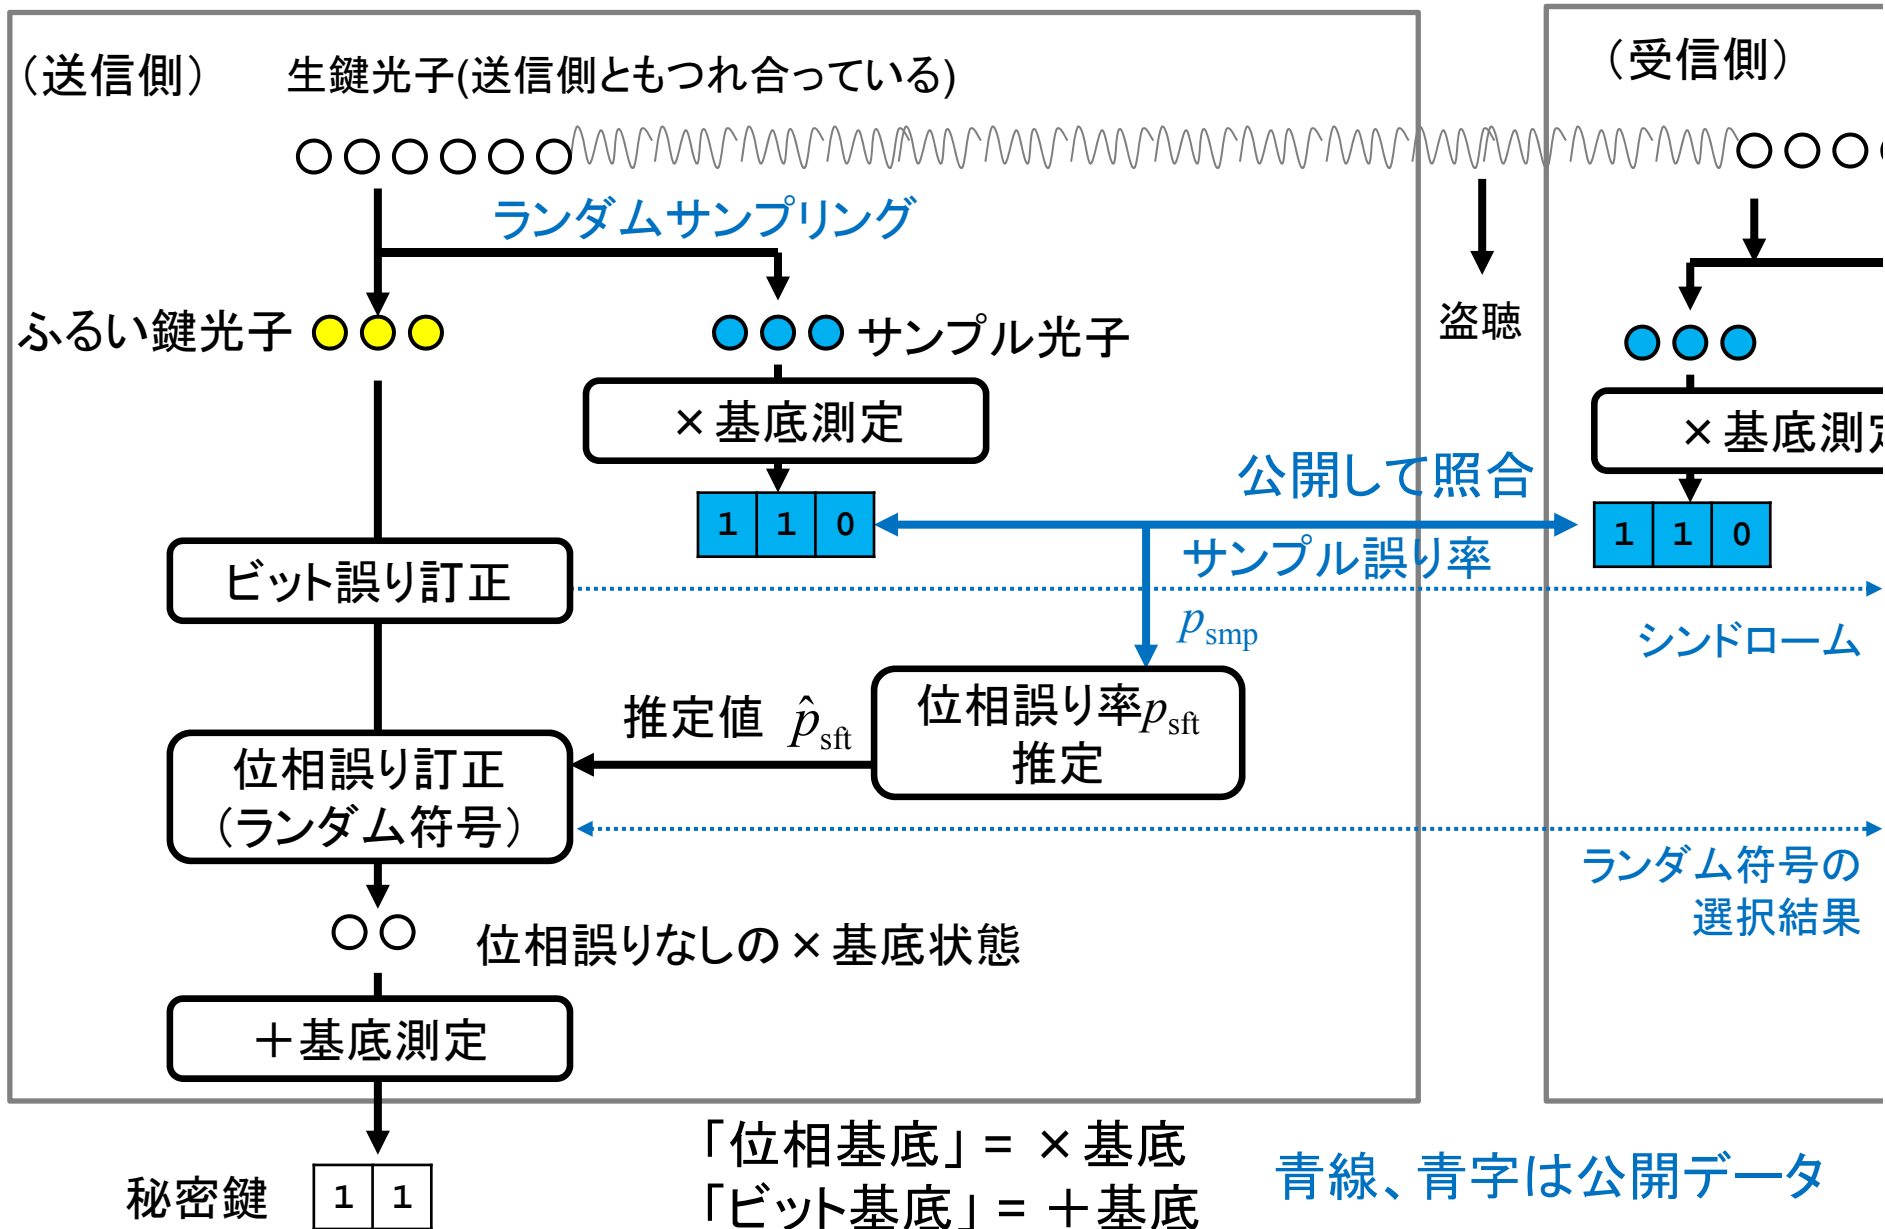 （送信側）
生鍵光子(送信側ともつれ合っている)
（受信側）
ランダムサンプリング
ふるい鍵光子
サンプル光子
盗聴
×基底測定
×基底測定
公開して照合
1 1 0
1 1 0
サンプル誤り率
ビット誤り訂正
p_smp
シンドローム
推定値 p̂_sft
位相誤り率p_sft
推定
位相誤り訂正
（ランダム符号）
ランダム符号の
選択結果
位相誤りなしの×基底状態
＋基底測定
「位相基底」= ×基底
「ビット基底」= ＋基底
青線、青字は公開データ
秘密鍵
1 1